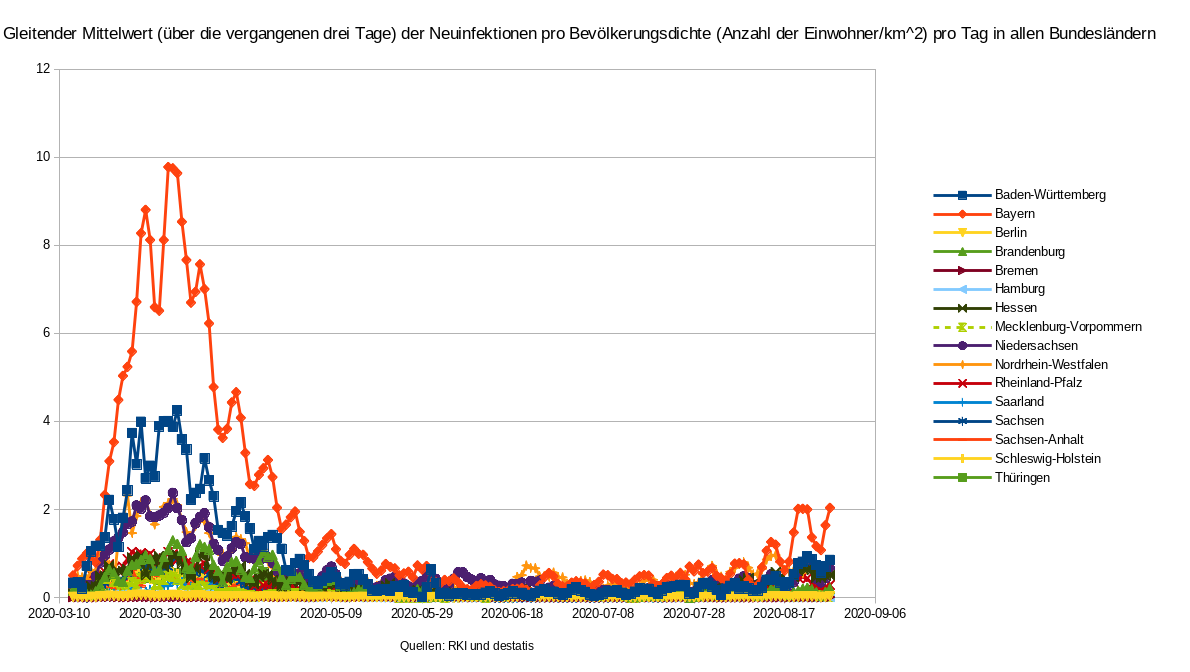 Gleitender Mittelwert (über die vergangenen drei Tage) der Neuinfektionen pro Bevölkerungsdichte (Anzahl der Einwohner/km^2) pro Tag in allen Bundesländern
12
10
8
6
4
2
0
2020-03-10 2020-03-30 2020-04-19 2020-05-09 2020-05-29 2020-06-18 2020-07-08 2020-07-28 2020-08-17 2020-09-06
Baden-Württemberg
Bayern
Berlin
Brandenburg
Bremen
Hamburg
Hessen
Mecklenburg-Vorpommern
Niedersachsen
Nordrhein-Westfalen
Rheinland-Pfalz
Saarland
Sachsen
Sachsen-Anhalt
Schleswig-Holstein
Thüringen
Quellen: RKI und destatis